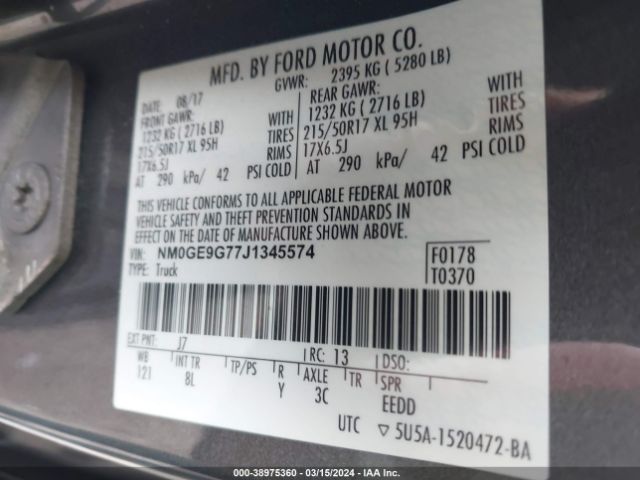 MFD. BY FORD MOTOR CO.
DATE: 08/17 GVWR: 2395 KG ( 5280 LB)
FRONT GAWR: REAR GAWR:
1232 KG ( 2716 LB) WITH 1232 KG ( 2716 LB) WITH
215/50R17 XL 95H TIRES 215/50R17 XL 95H TIRES
17X6.5J RIMS 17X6.5J RIMS
AT 290 kPa/ 42 PSI COLD AT 290 kPa/ 42 PSI COLD
THIS VEHICLE CONFORMS TO ALL APPLICABLE FEDERAL MOTOR
VEHICLE SAFETY AND THEFT PREVENTION STANDARDS IN
EFFECT ON THE DATE OF MANUFACTURE SHOWN ABOVE.
VIN: NM0GE9G77J1345574 F0178
TYPE: Truck T0370
EXT PNT: J7 RC: 13 DSO:
WB INT TR TP/PS R AXLE TR SPR
121 8L Y 3C EEDD
UTC ▽ 5U5A-1520472-BA
000-38975360 - 03/15/2024 - IAA Inc.